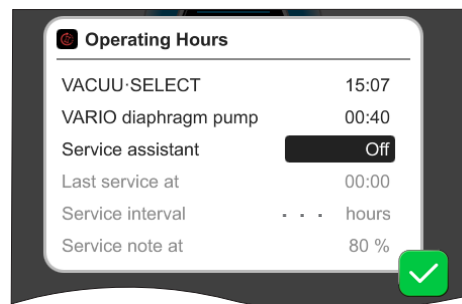 Operating Hours
VACUU·SELECT 15:07
VARIO diaphragm pump 00:40
Service assistant Off
Last service at 00:00
Service interval - - - hours
Service note at 80 %